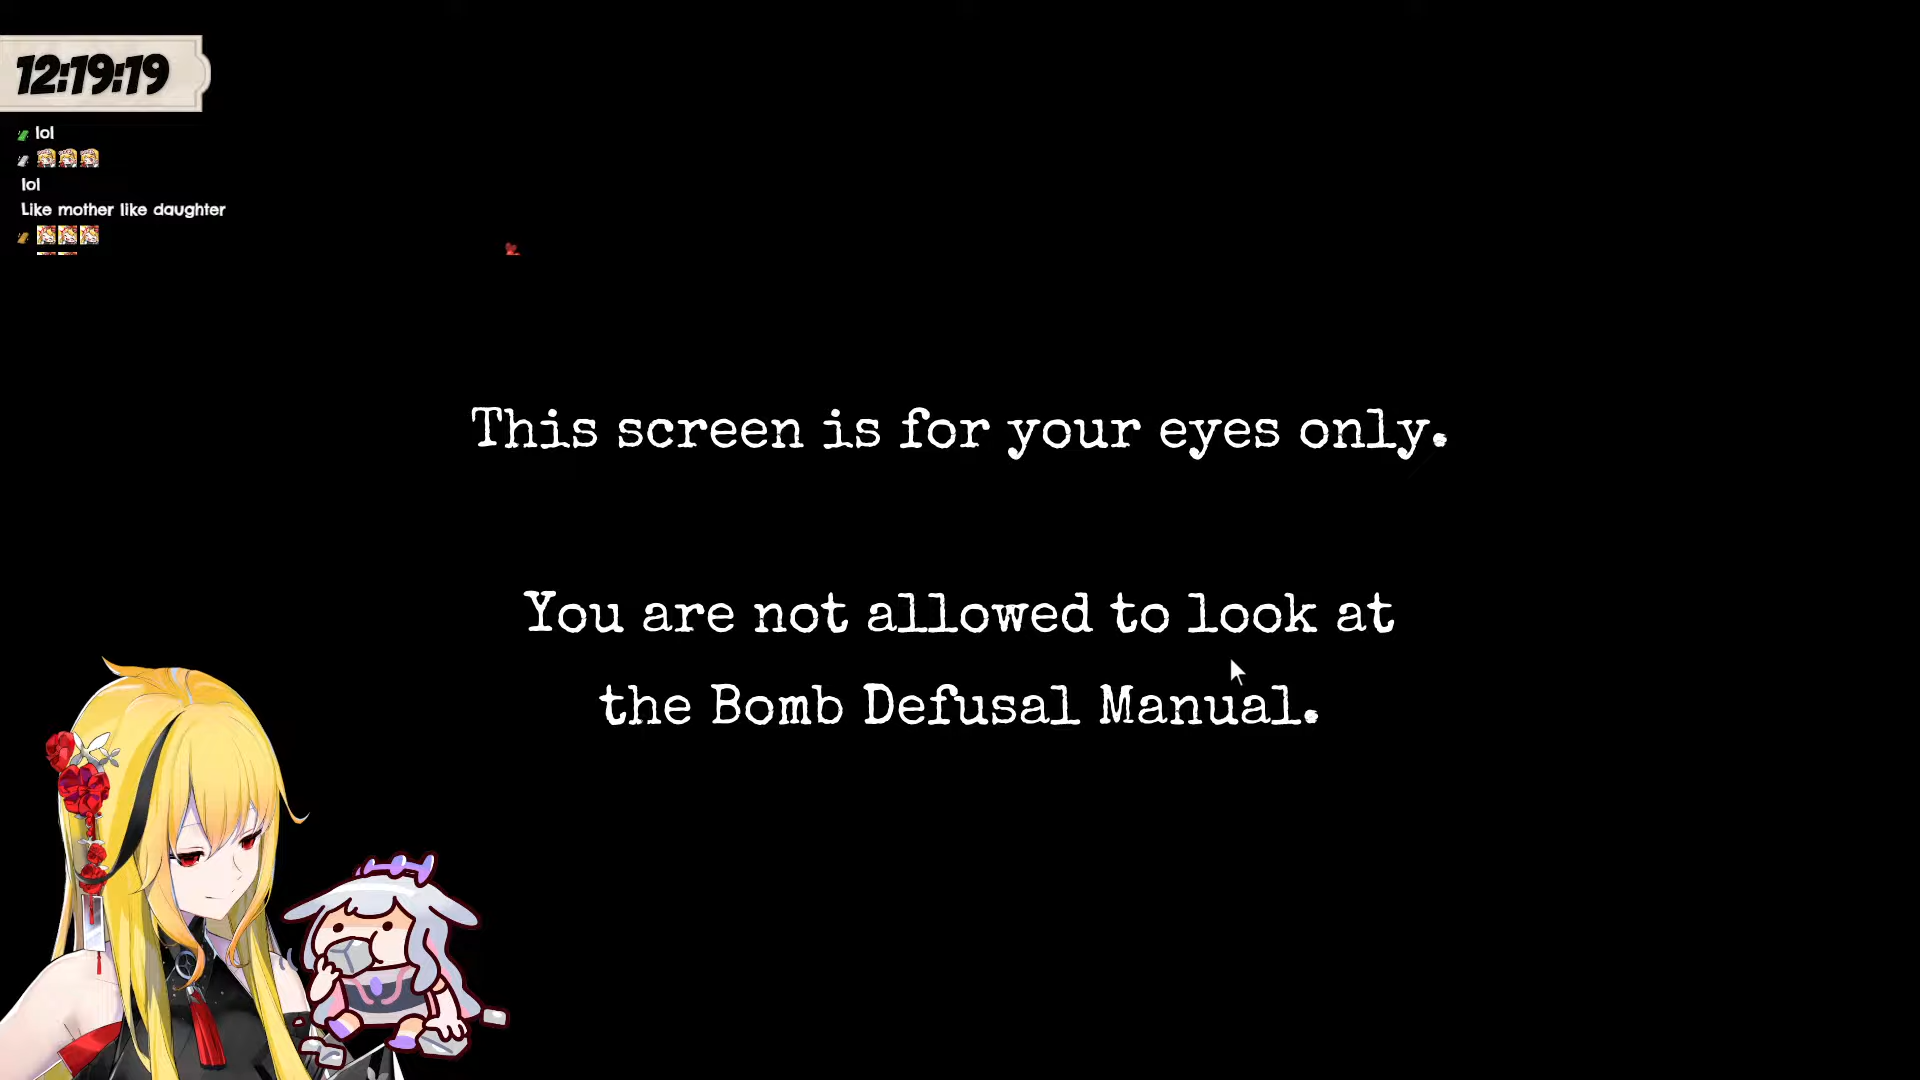 12:19:19
lol
lol
Like mother like daughter
This screen is for your eyes only.
You are not allowed to look at
the Bomb Defusal Manual.